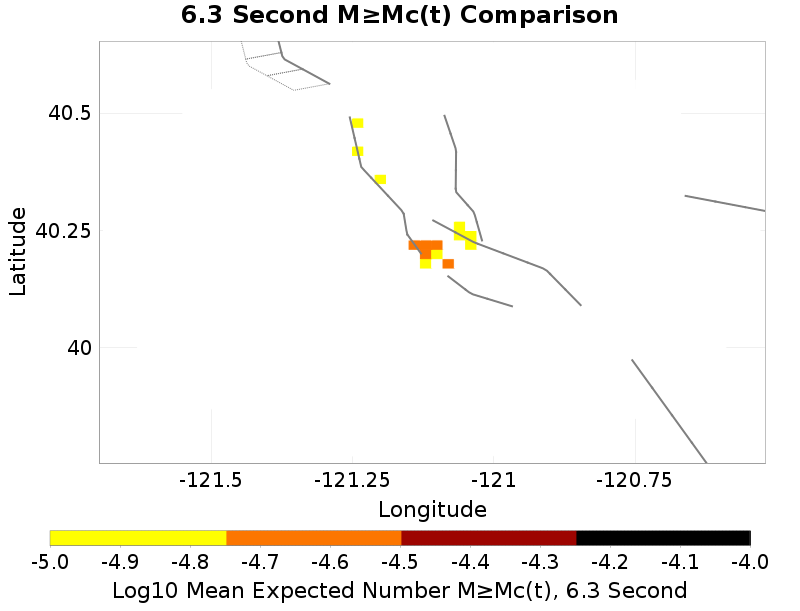 6.3 Second M≥Mc(t) Comparison
40.5
40.25
40
Latitude
-121.5 -121.25 -121 -120.75
Longitude
-5.0 -4.9 -4.8 -4.7 -4.6 -4.5 -4.4 -4.3 -4.2 -4.1 -4.0
Log10 Mean Expected Number M≥Mc(t), 6.3 Second